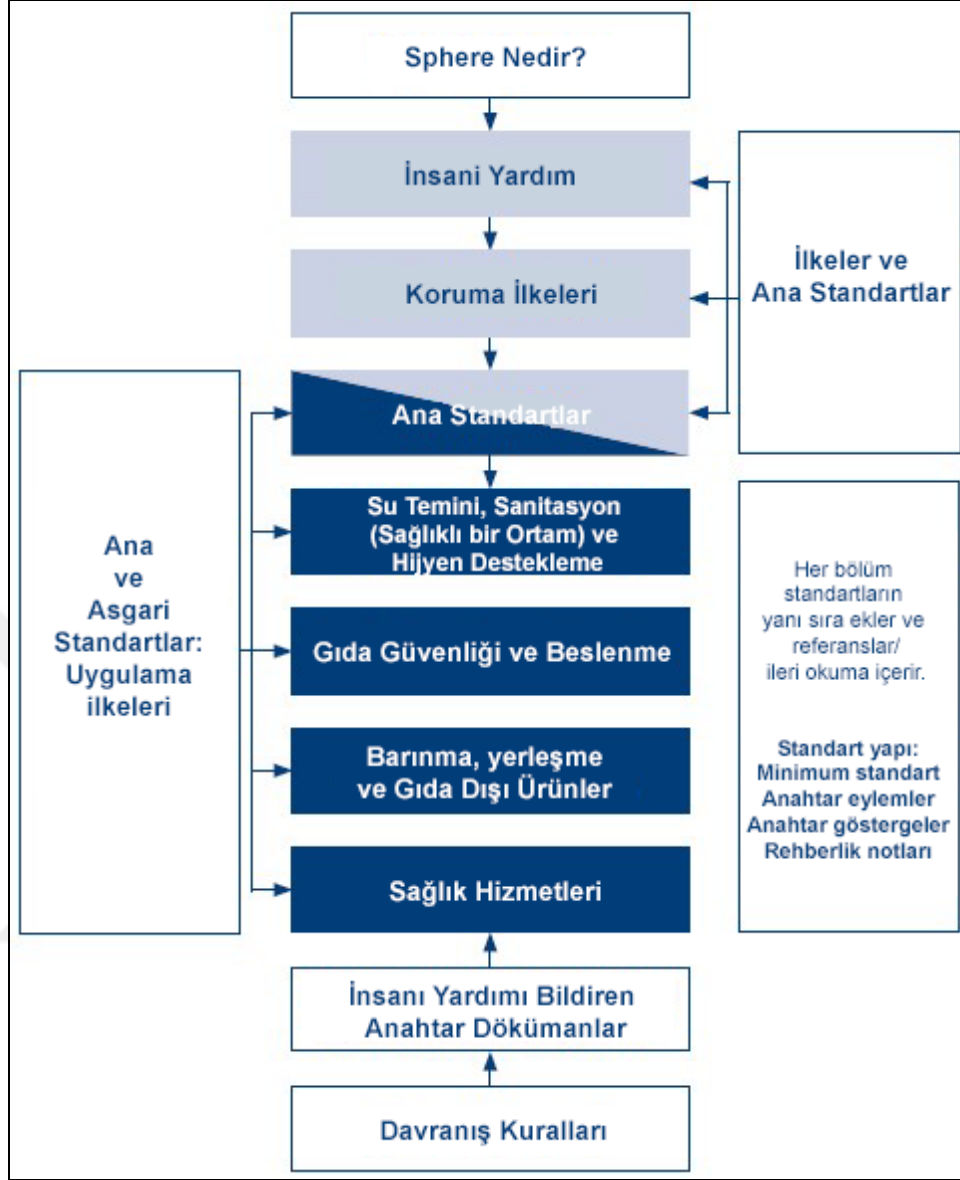 Sphere Nedir?
İnsani Yardım
Koruma İlkeleri
İlkeler ve
Ana Standartlar
Ana Standartlar
Ana
ve
Asgari
Standartlar:
Uygulama
ilkeleri
Su Temini, Sanitasyon
(Sağlıklı bir Ortam) ve
Hijyen Destekleme
Gıda Güvenliği ve Beslenme
Barınma, yerleşme
ve Gıda Dışı Ürünler
Sağlık Hizmetleri
Her bölüm
standartların
yanı sıra ekler ve
referanslar/
ileri okuma içerir.
Standart yapı:
Minimum standart
Anahtar eylemler
Anahtar göstergeler
Rehberlik notları
İnsanı Yardımı Bildiren
Anahtar Dökümanlar
Davranış Kuralları